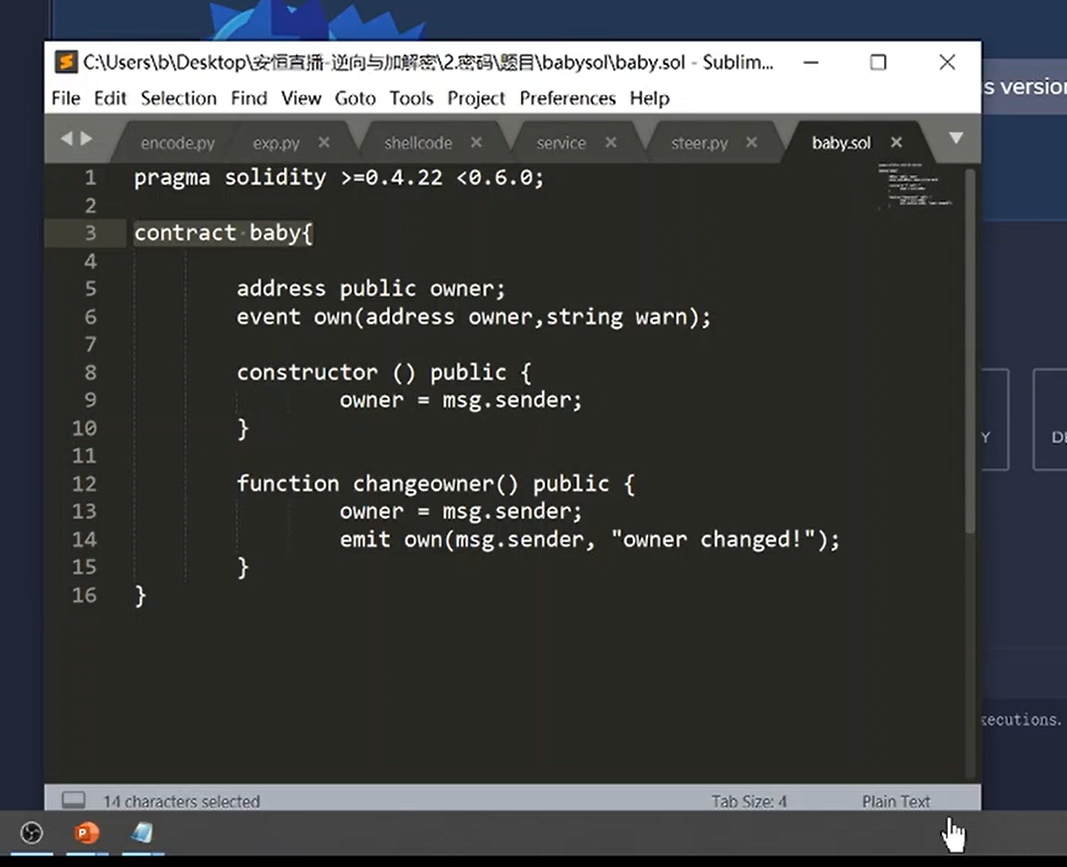 C:\Users\b\Desktop\安恒直播-逆向与加解密\2.密码\题目\babysol\baby.sol - Sublim...
File Edit Selection Find View Goto Tools Project Preferences Help
encode.py exp.py shellcode service steer.py baby.sol
1 pragma solidity >=0.4.22 <0.6.0;
2
3 contract baby{
4
5 address public owner;
6 event own(address owner,string warn);
7
8 constructor () public {
9 owner = msg.sender;
10 }
11
12 function changeowner() public {
13 owner = msg.sender;
14 emit own(msg.sender, "owner changed!");
15 }
16 }
s version
Y
DE
xecutions.
14 characters selected Tab Size: 4 Plain Text